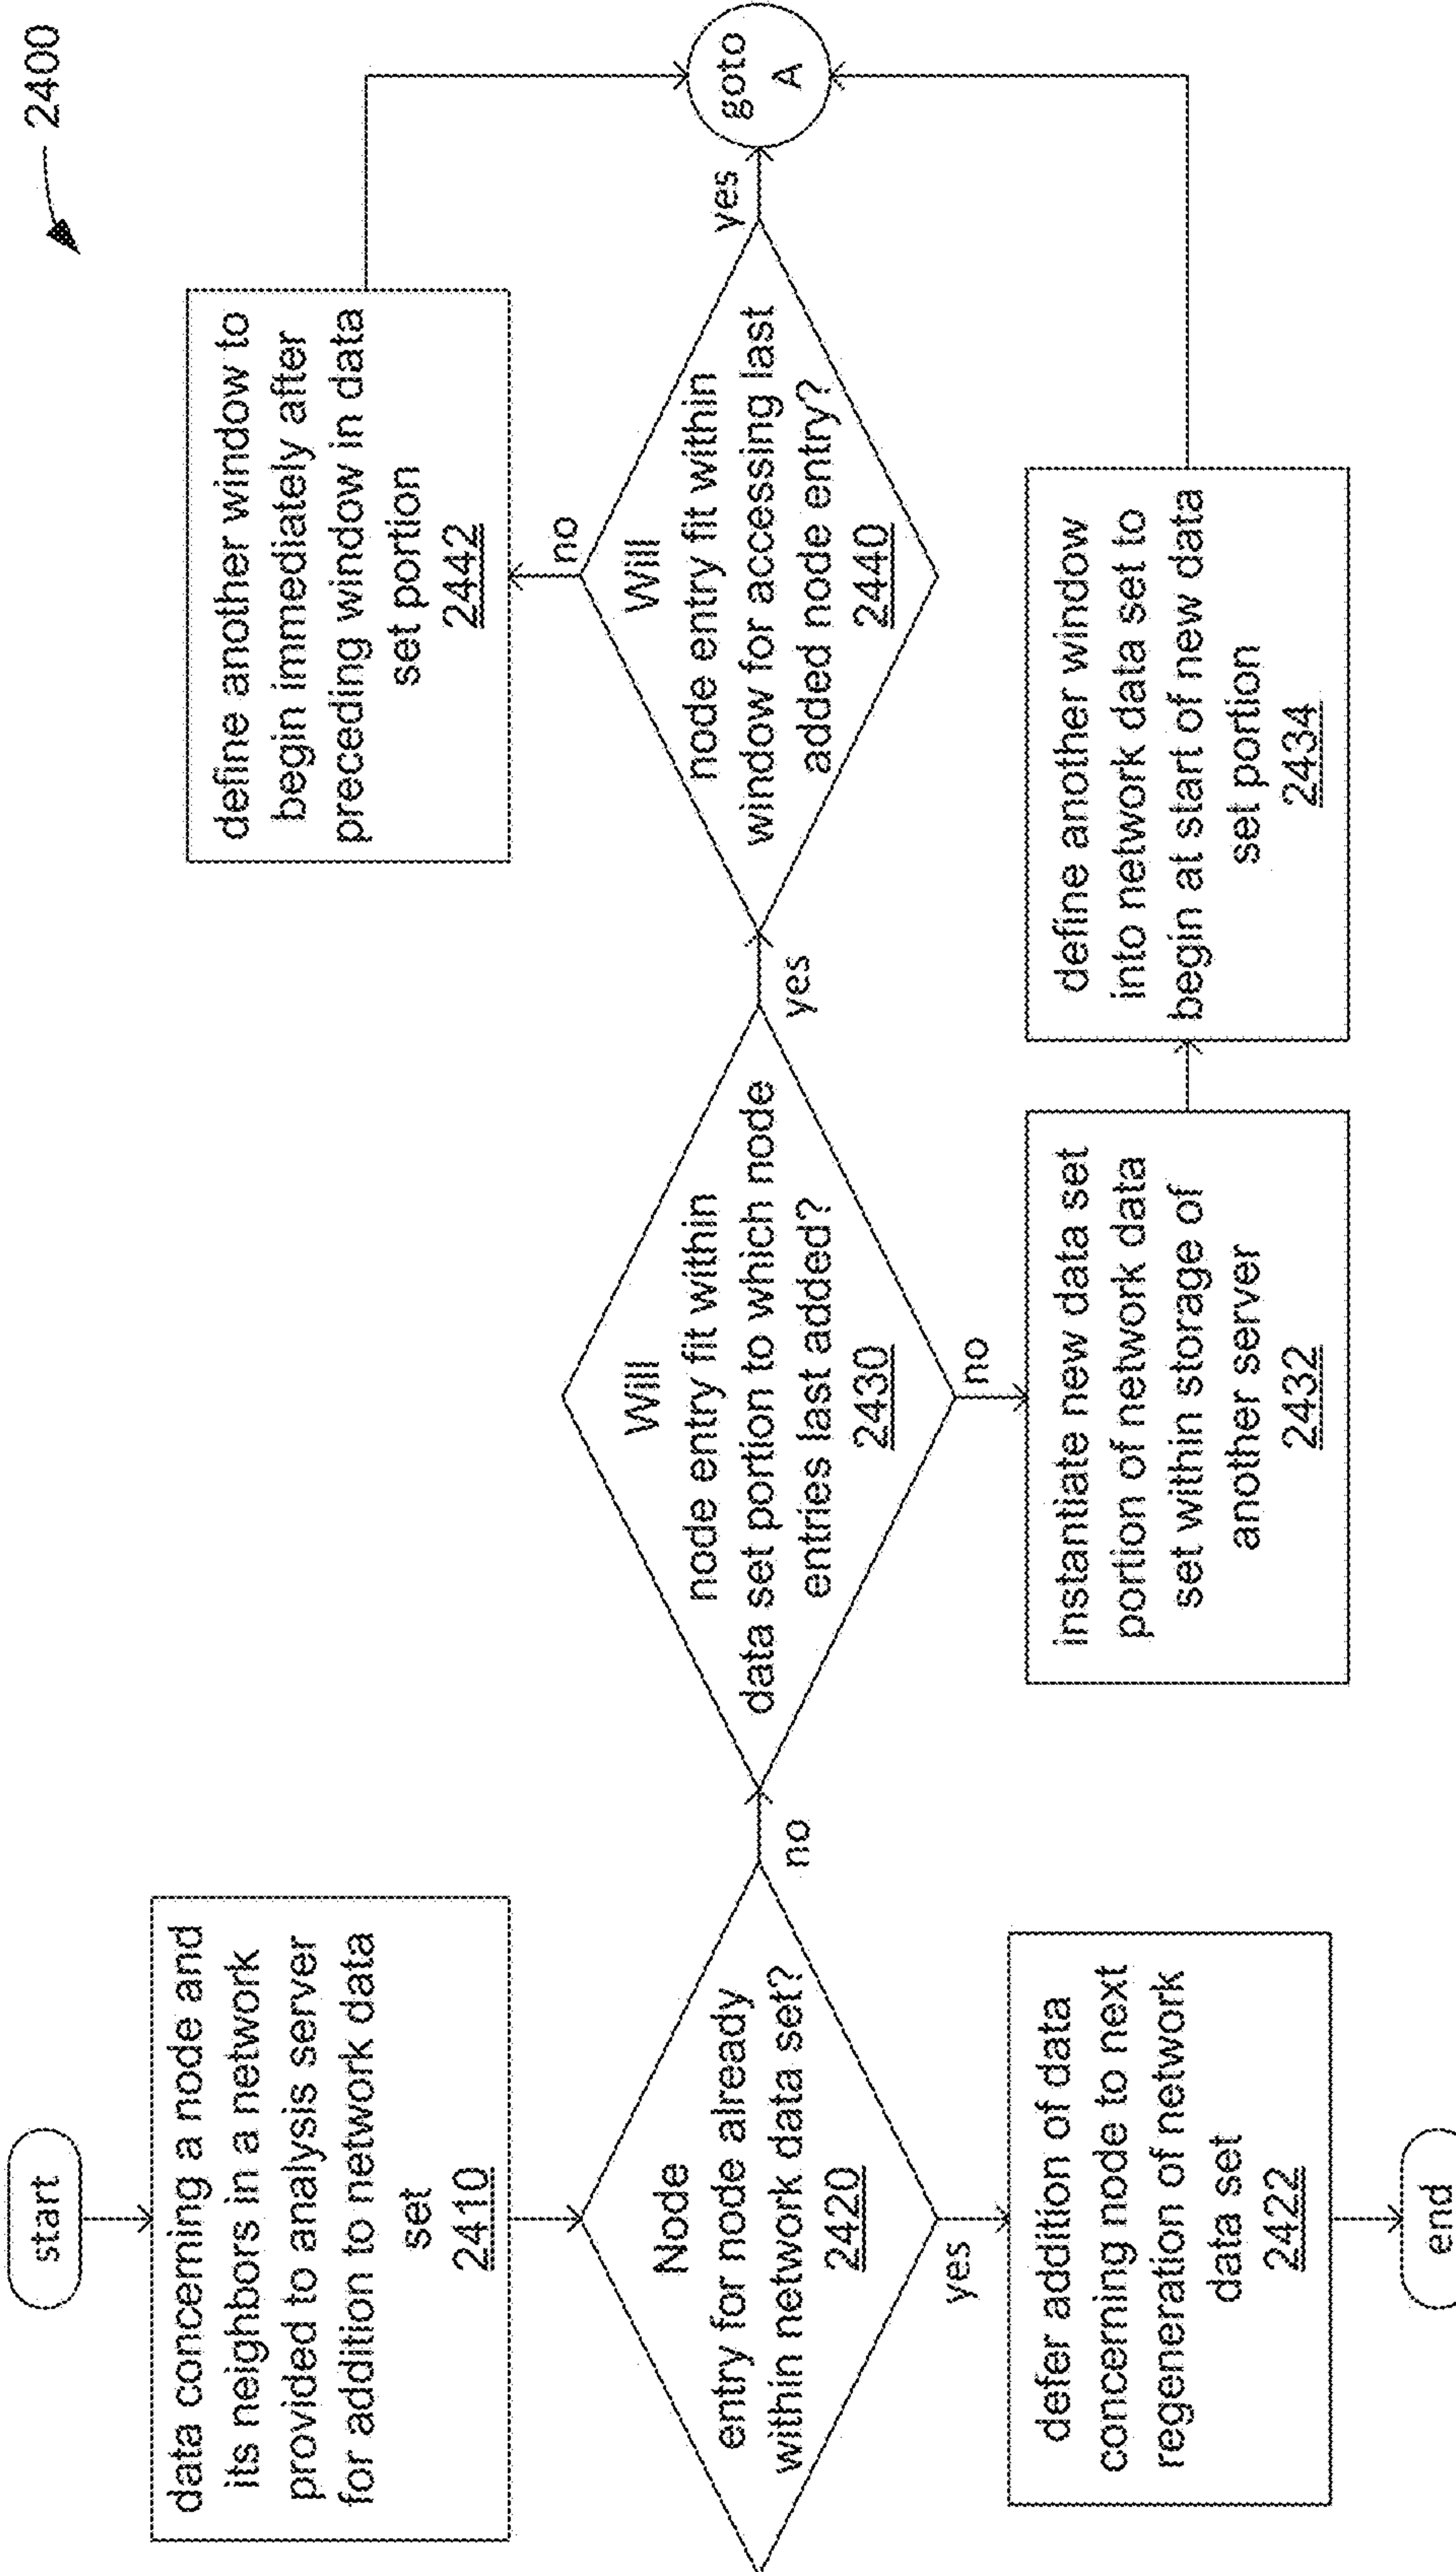 2400
start
data concerning a node and
its neighbors in a network
provided to analysis server
for addition to network data
set
2410
Node
entry for node already
within network data set?
2420
yes
defer addition of data
concerning node to next
regeneration of network
data set
2422
end
no
Will
node entry fit within
data set portion to which node
entries last added?
2430
no
instantiate new data set
portion of network data
set within storage of
another server
2432
define another window
into network data set to
begin at start of new data
set portion
2434
yes
Will
node entry fit within
window for accessing last
added node entry?
2440
no
define another window to
begin immediately after
preceding window in data
set portion
2442
yes
goto
A